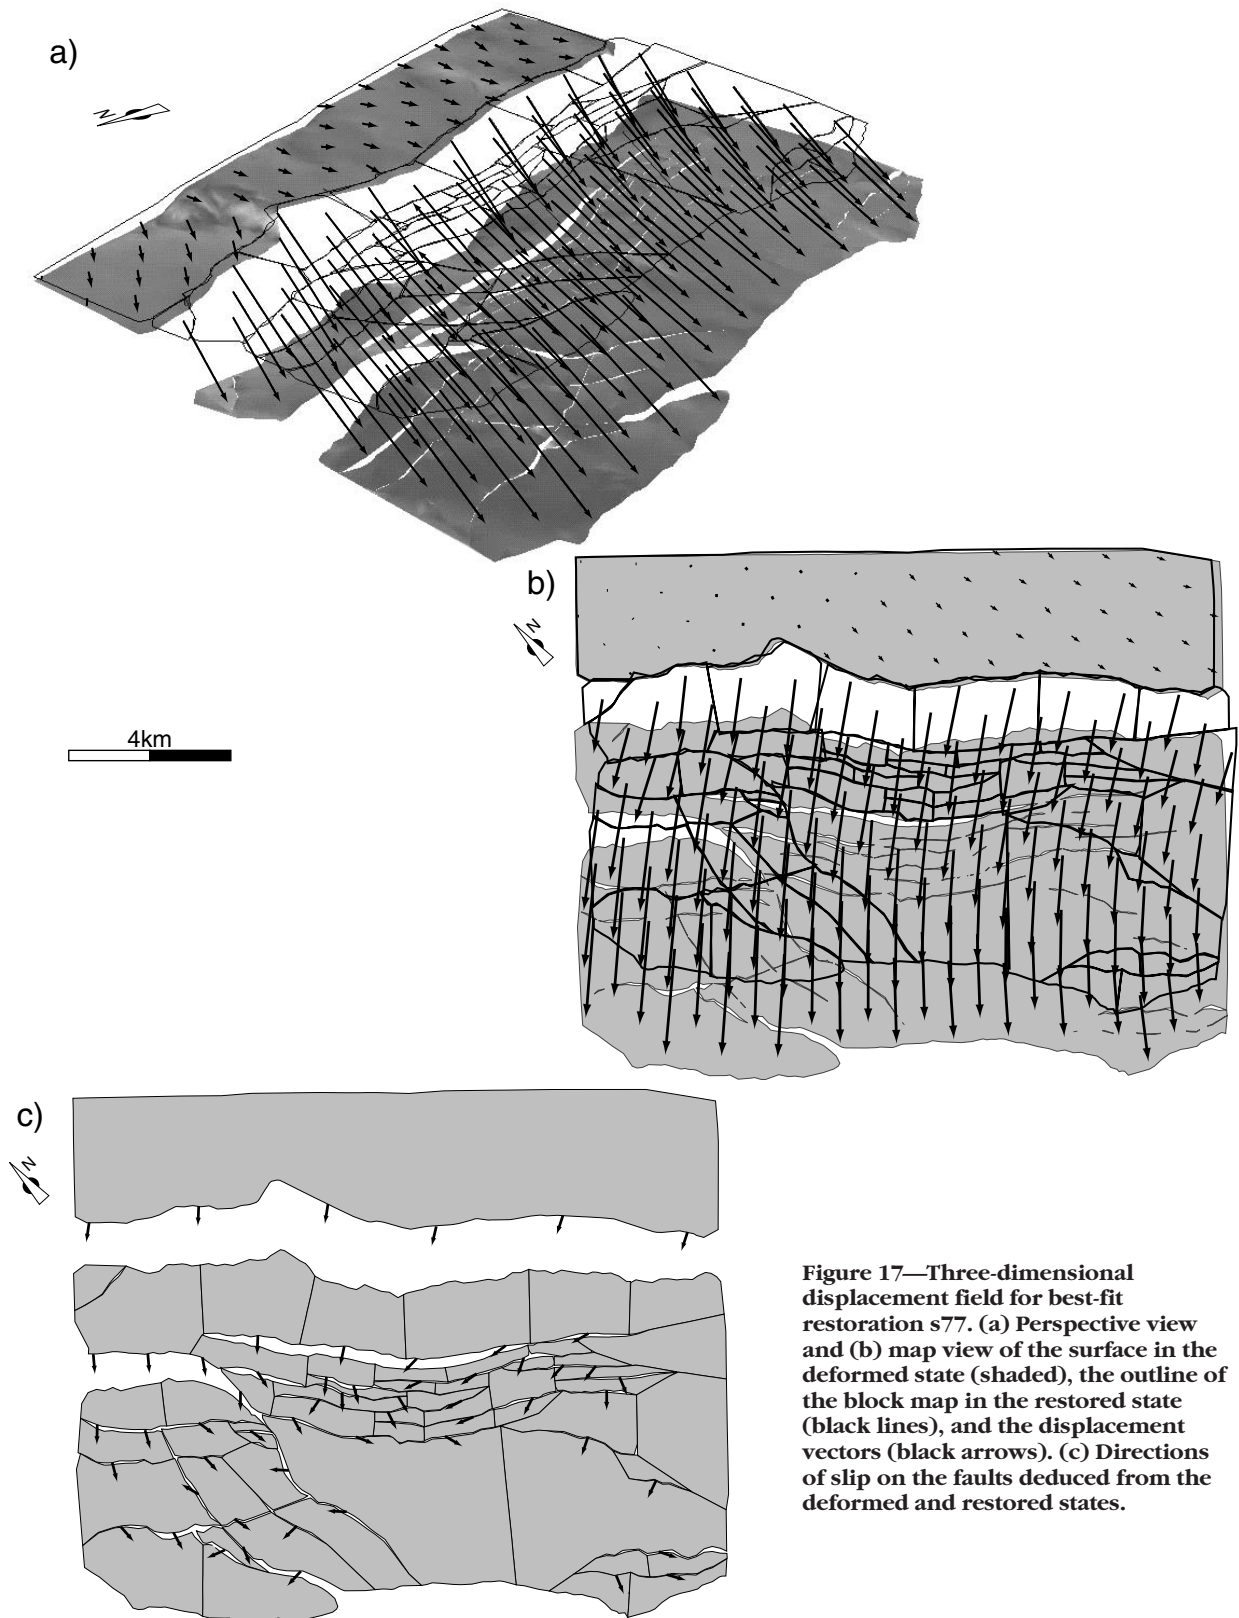 a)
N
b)
N
4km
c)
N
Figure 17—Three-dimensional
displacement field for best-fit
restoration s77. (a) Perspective view
and (b) map view of the surface in the
deformed state (shaded), the outline of
the block map in the restored state
(black lines), and the displacement
vectors (black arrows). (c) Directions
of slip on the faults deduced from the
deformed and restored states.